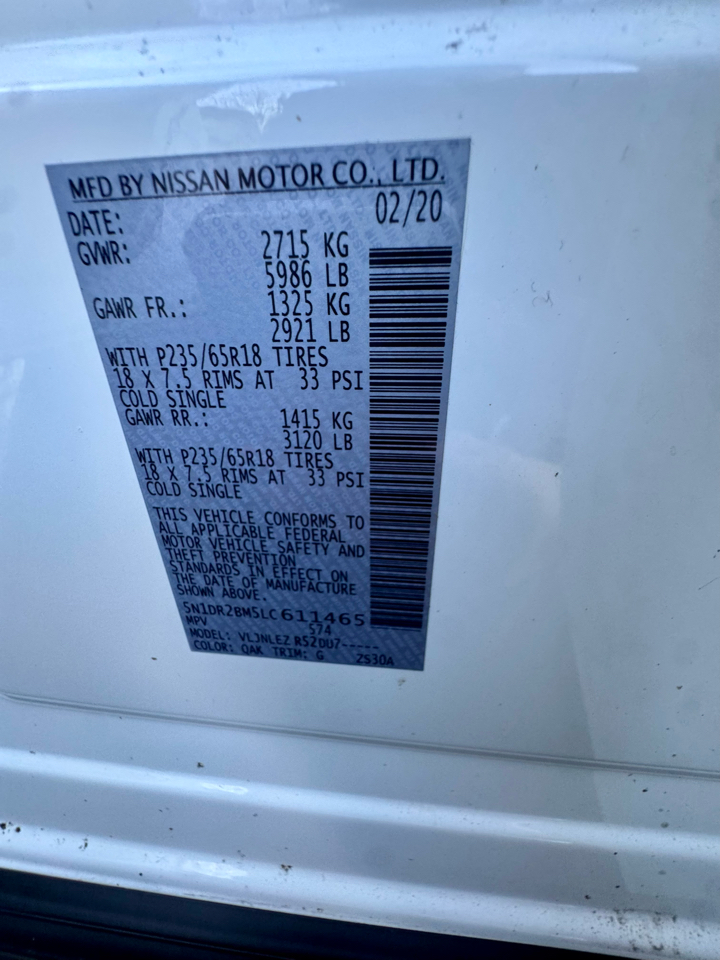 MFD BY NISSAN MOTOR CO., LTD.
DATE: 02/20
GVWR: 2715 KG
5986 LB
GAWR FR.: 1325 KG
2921 LB
WITH P235/65R18 TIRES
18 X 7.5 RIMS AT 33 PSI
COLD SINGLE
GAWR RR.: 1415 KG
3120 LB
WITH P235/65R18 TIRES
18 X 7.5 RIMS AT 33 PSI
COLD SINGLE
THIS VEHICLE CONFORMS TO
ALL APPLICABLE FEDERAL
MOTOR VEHICLE SAFETY AND
THEFT PREVENTION
STANDARDS IN EFFECT ON
THE DATE OF MANUFACTURE
SHOWN ABOVE.
5N1DR2BM5LC611465
MPV 574
MODEL: VLJNLEZ R52DU7-----
COLOR: QAK TRIM: G 2S30A